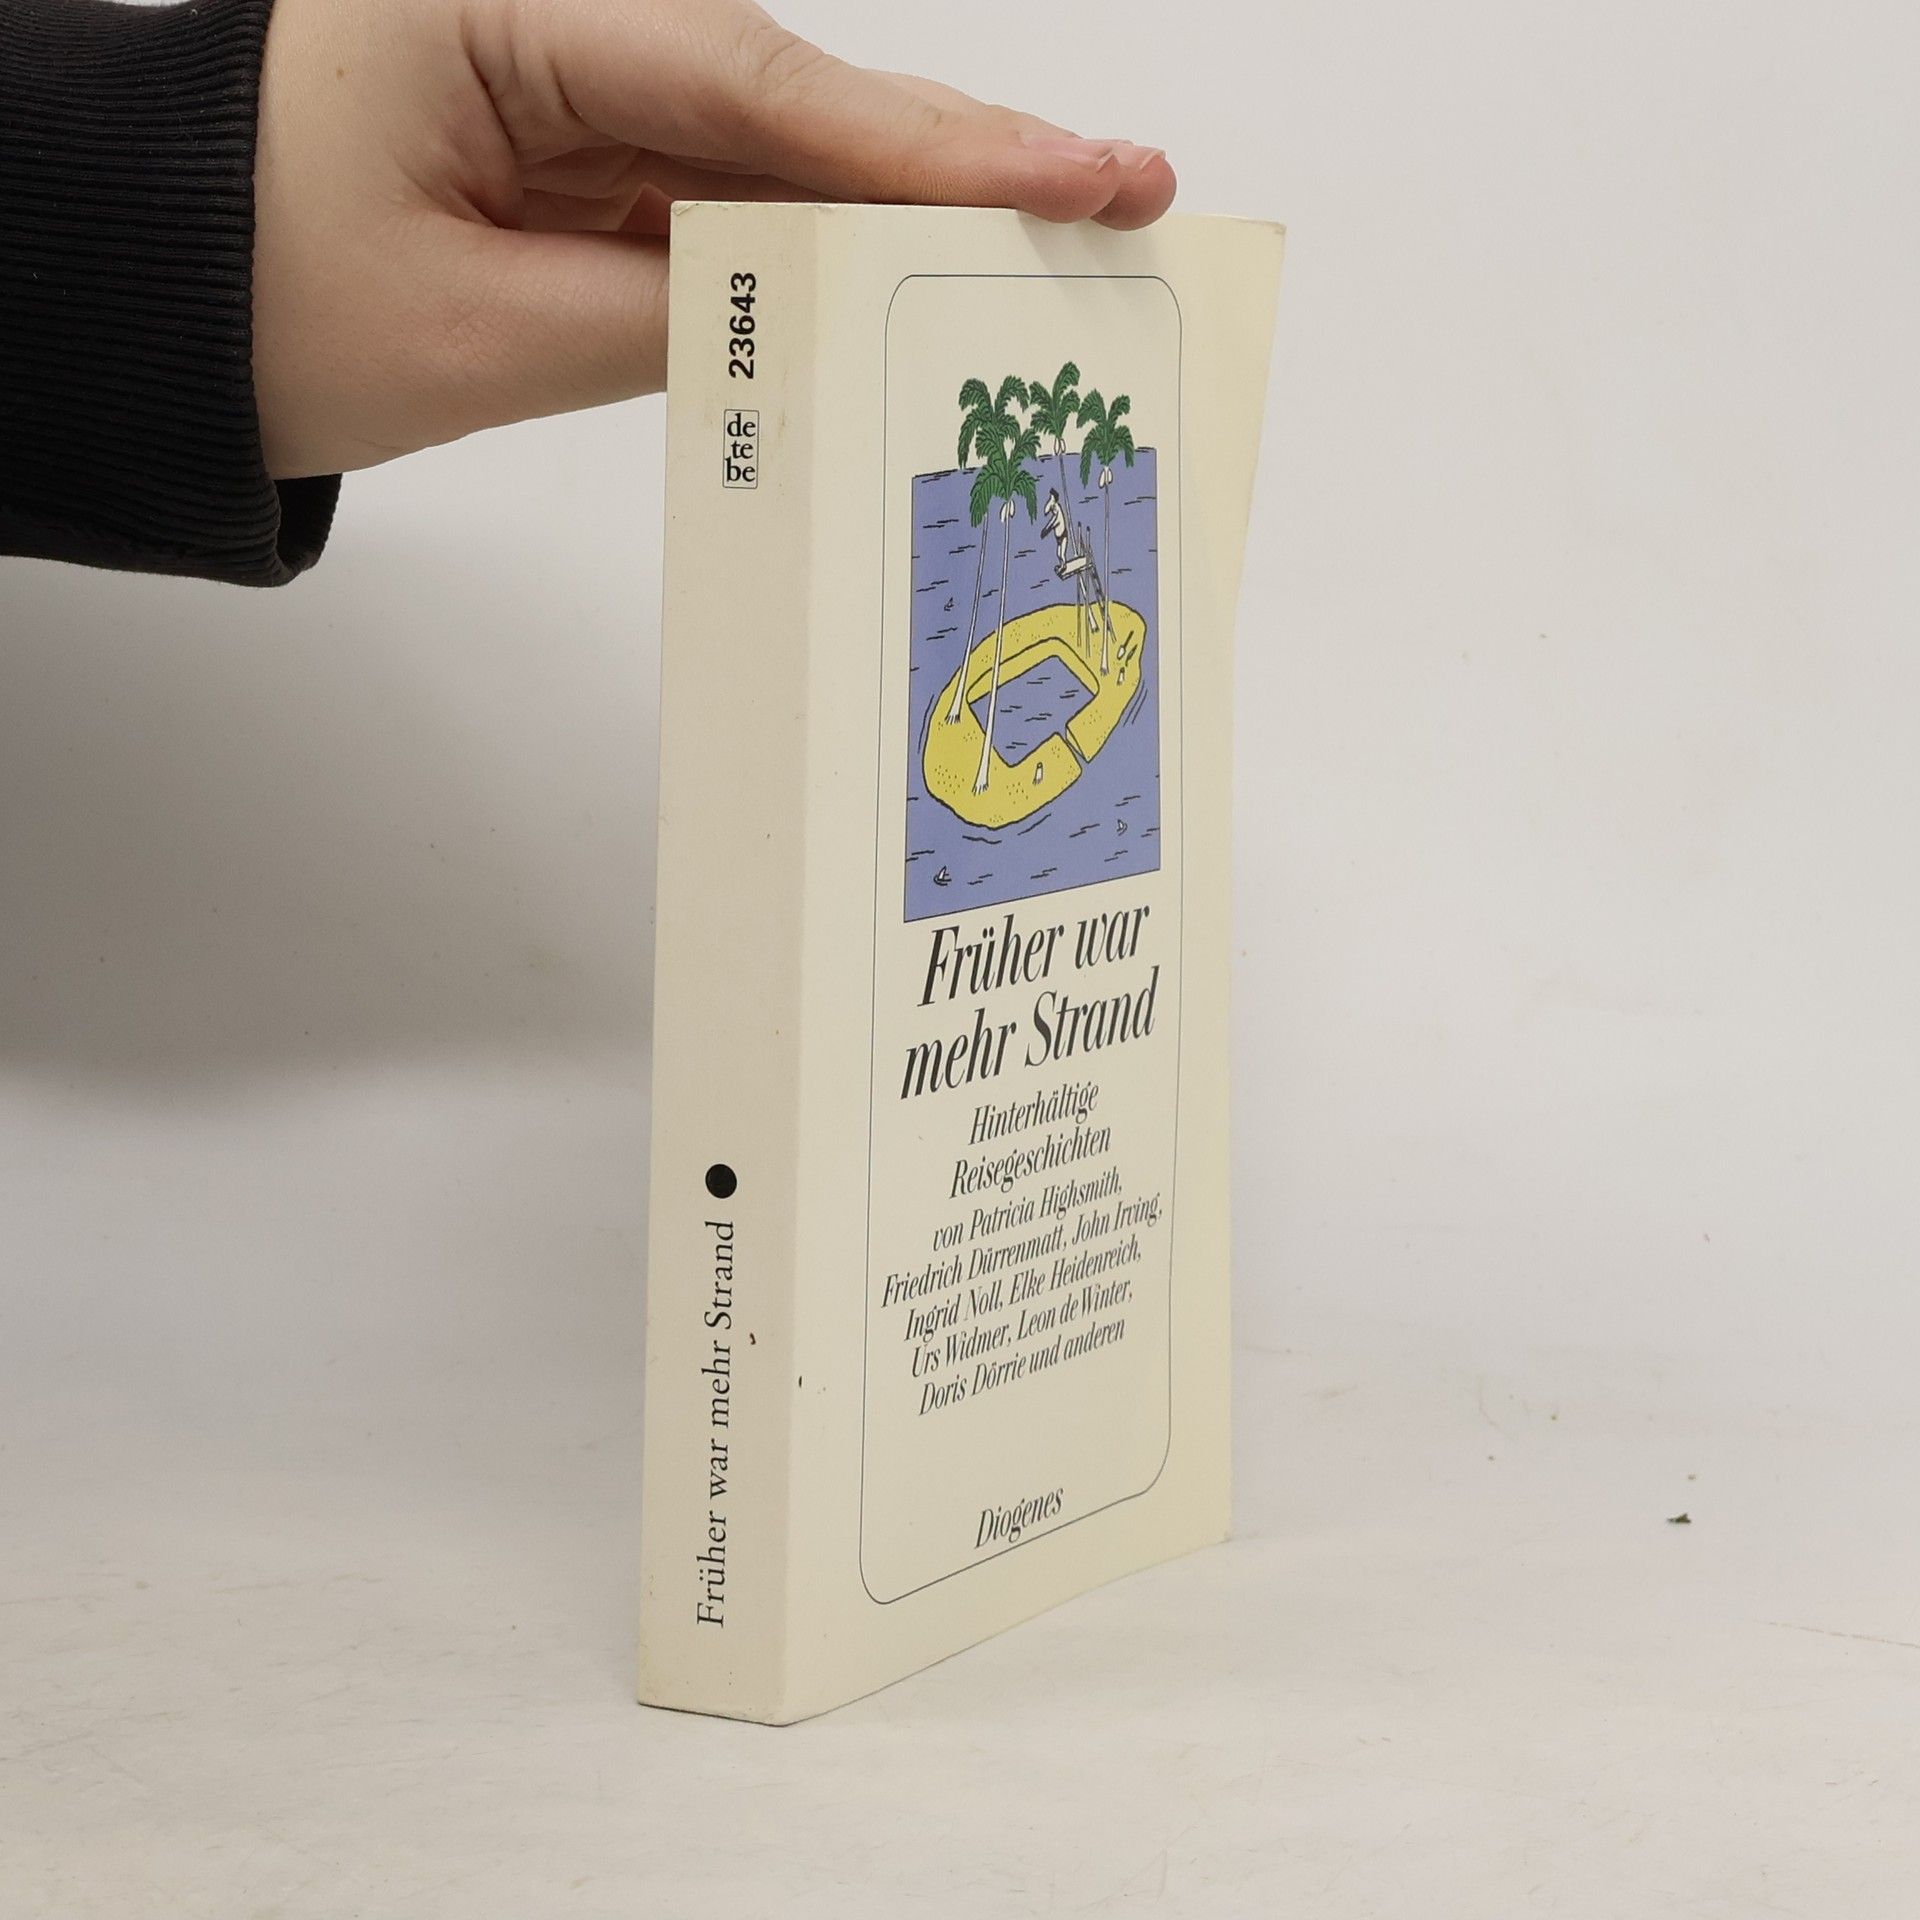 23643
de
te
be
Früher war mehr Strand
Früher war
mehr Strand
Hinterhältige
Reisegeschichten
von Patricia Highsmith,
Friedrich Dürrenmatt, John Irving,
Ingrid Noll, Elke Heidenreich,
Urs Widmer, Leon de Winter,
Doris Dörrie und anderen
Diogenes